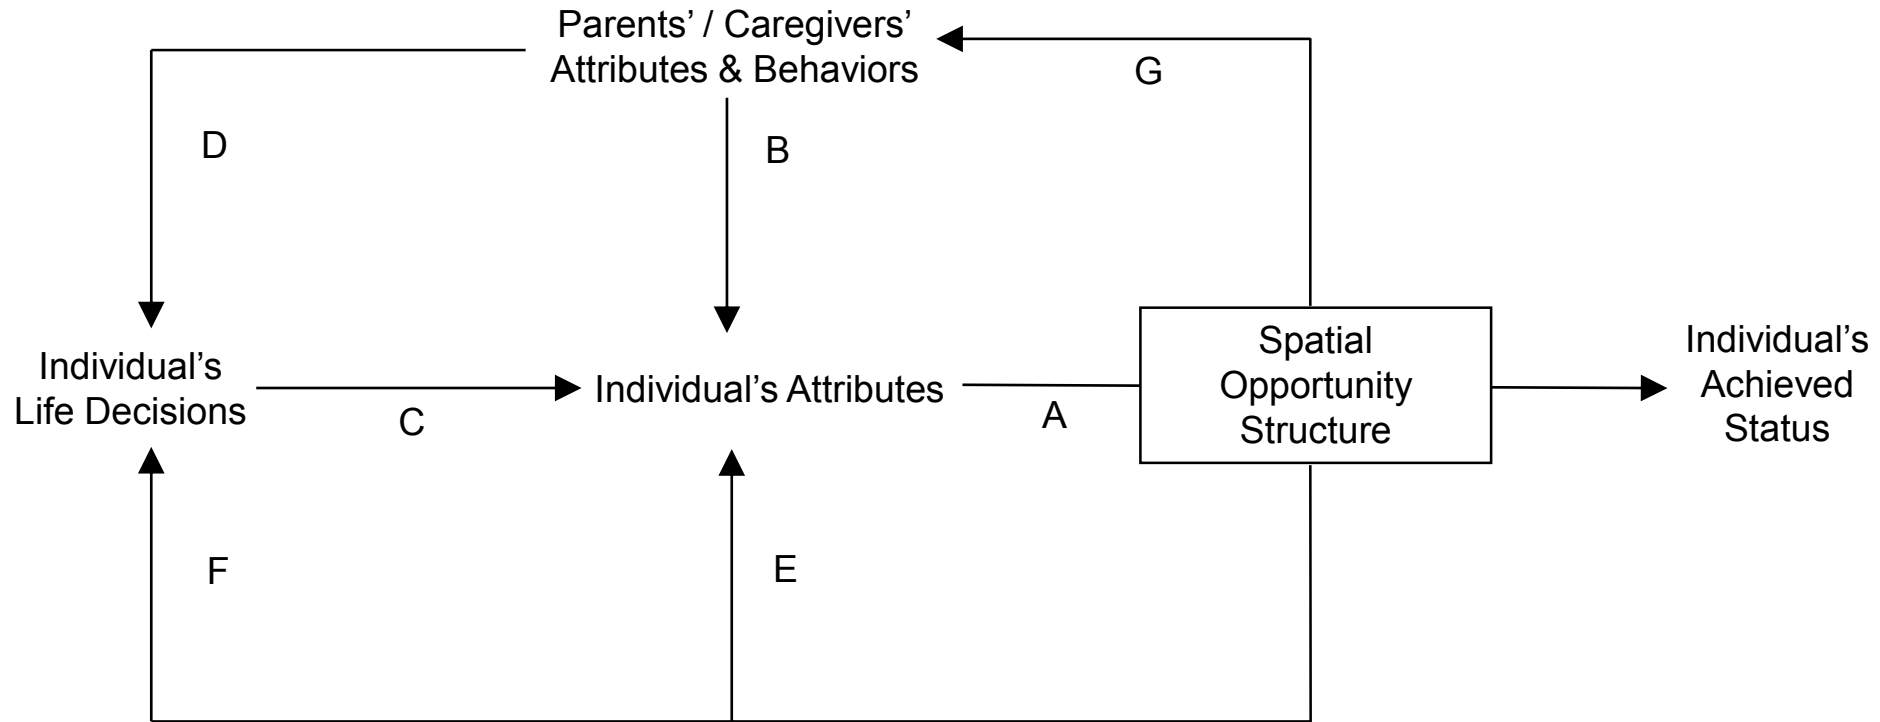 Parents’ / Caregivers’
Attributes & Behaviors
G
D
B
Individual’s
Life Decisions
C
Individual’s Attributes
A
Spatial
Opportunity
Structure
Individual’s
Achieved
Status
F
E